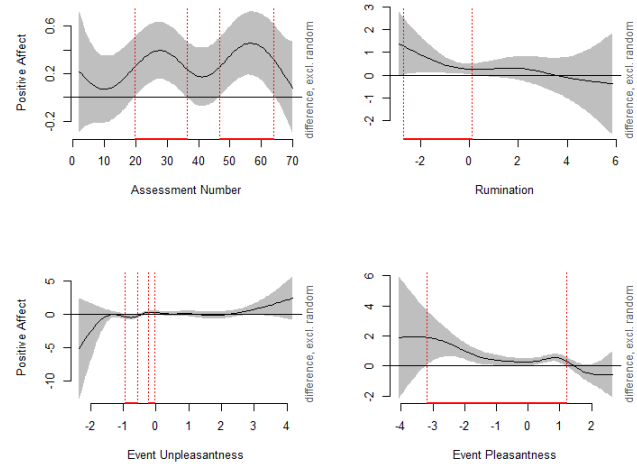 0.6
0.2
-0.2
Positive Affect
0 10 20 30 40 50 60 70
Assessment Number
difference, excl. random
3
2
1
0
-1
-2
-2 0 2 4 6
Rumination
difference, excl. random
5
0
-10
Positive Affect
-2 -1 0 1 2 3 4
Event Unpleasantness
difference, excl. random
6
4
2
0
-2
-4 -3 -2 -1 0 1 2
Event Pleasantness
difference, excl. random